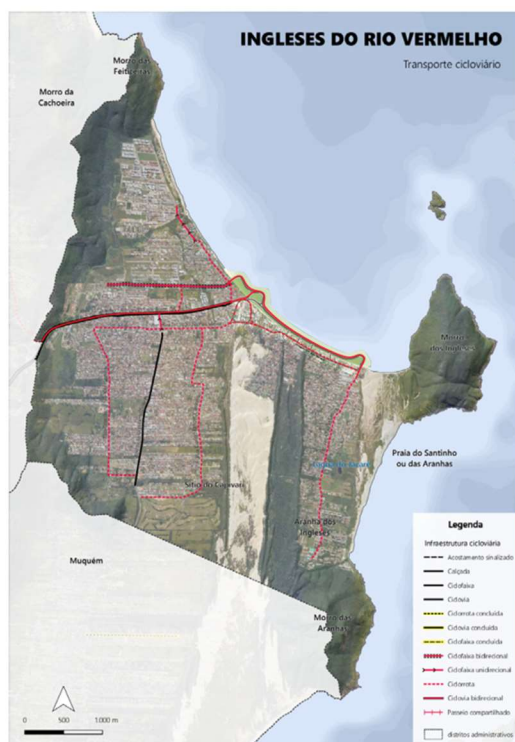 INGLESES DO RIO VERMELHO
Transporte cicloviário
Morro das
Feiticeiras
Morro da
Cachoeira
Morro
dos Ingleses
Praia do Santinho
ou das Aranhas
Sítio do Capivari
Aranha dos
Ingleses
Muquém
Morro das
Aranhas
0 500 1.000 m
Legenda
Infraestrutura cicloviária
Acostamento sinalizado
Calçada
Ciclofaixa
Ciclovia
Ciclorrota concluída
Ciclovia concluída
Ciclofaixa concluída
Ciclofaixa bidirecional
Ciclofaixa unidirecional
Ciclorrota
Ciclovia bidirecional
Passeio compartilhado
distritos administrativos